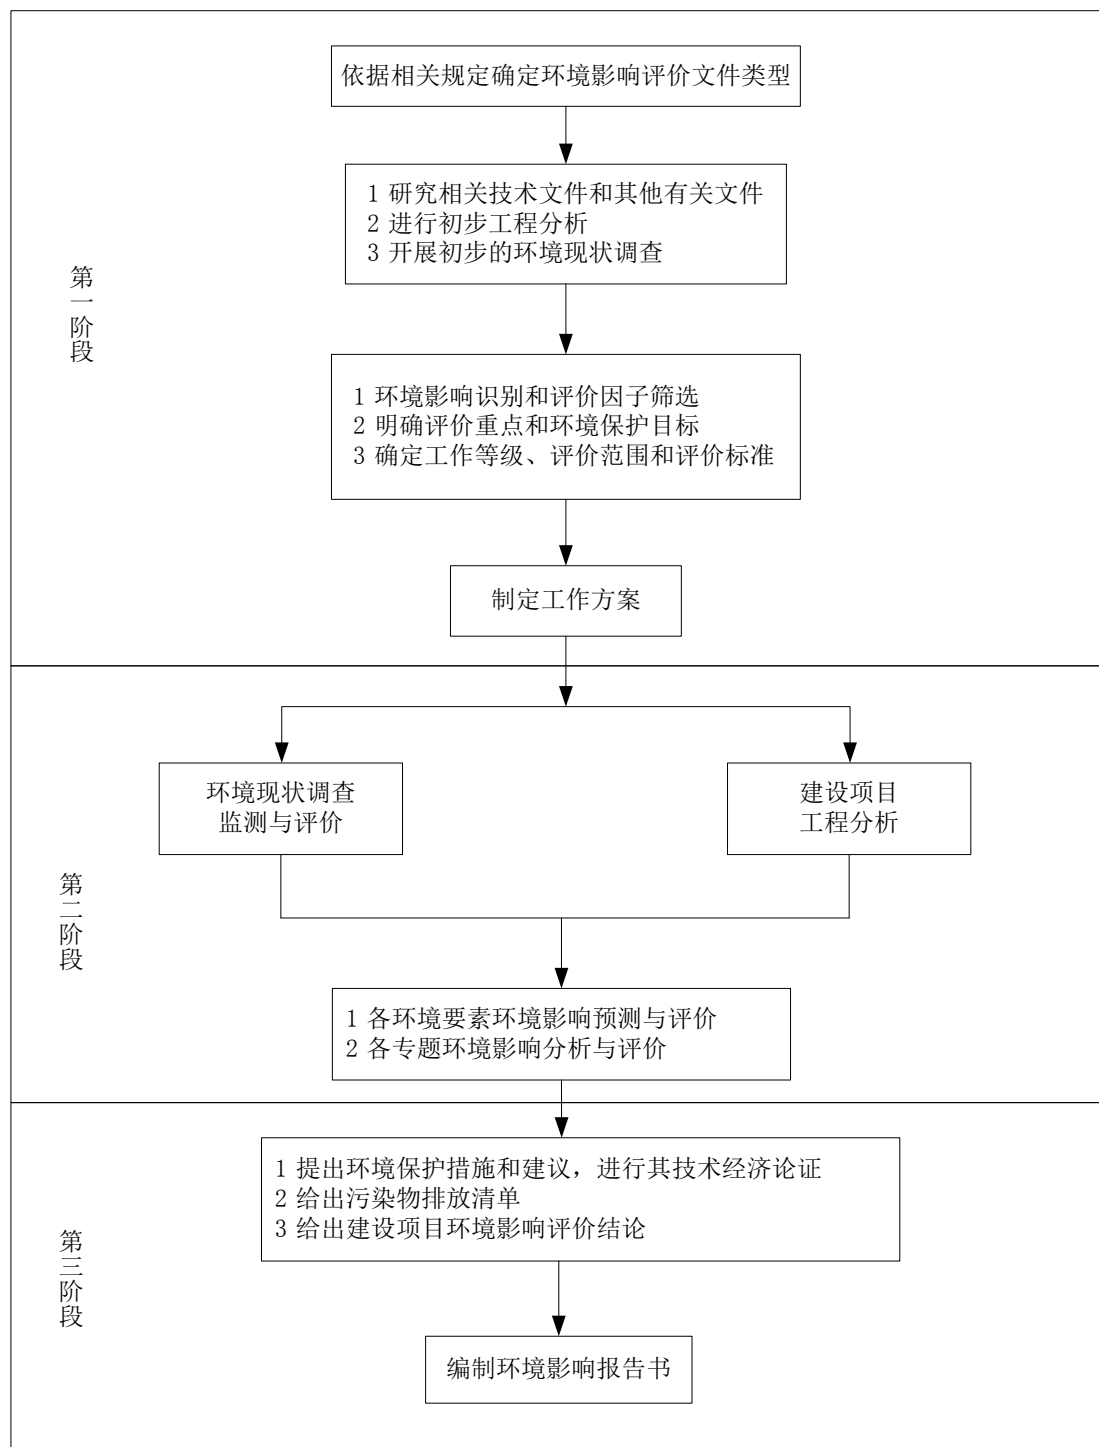 依据相关规定确定环境影响评价文件类型
1 研究相关技术文件和其他有关文件
2 进行初步工程分析
3 开展初步的环境现状调查
第一阶段
1 环境影响识别和评价因子筛选
2 明确评价重点和环境保护目标
3 确定工作等级、评价范围和评价标准
制定工作方案
环境现状调查
监测与评价
建设项目
工程分析
第二阶段
1 各环境要素环境影响预测与评价
2 各专题环境影响分析与评价
1 提出环境保护措施和建议，进行其技术经济论证
2 给出污染物排放清单
3 给出建设项目环境影响评价结论
第三阶段
编制环境影响报告书